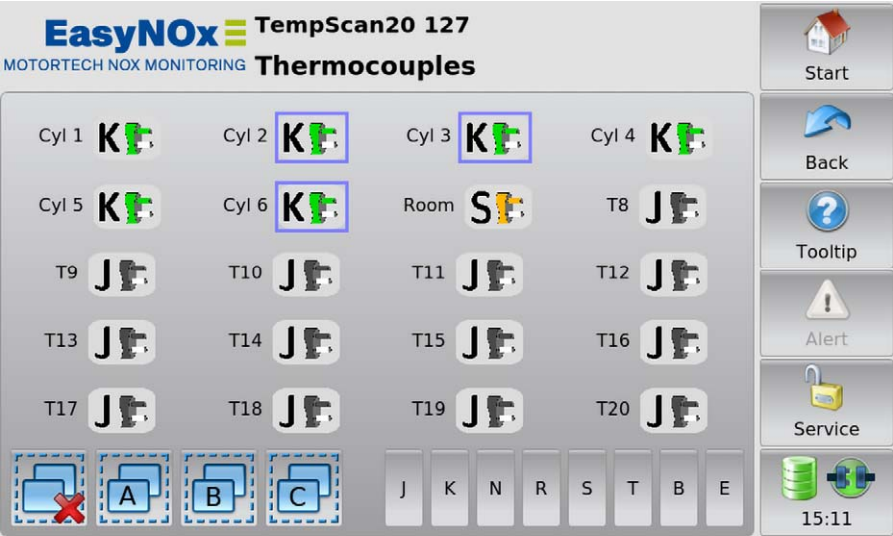 EasyNOx TempScan20 127
MOTORTECH NOX MONITORING Thermocouples
Start
Cyl 1 K Cyl 2 K Cyl 3 K Cyl 4 K
Back
Cyl 5 K Cyl 6 K Room S T8 J
Tooltip
T9 J T10 J T11 J T12 J
T13 J T14 J T15 J T16 J
Alert
T17 J T18 J T19 J T20 J
Service
A B C J K N R S T B E
15:11